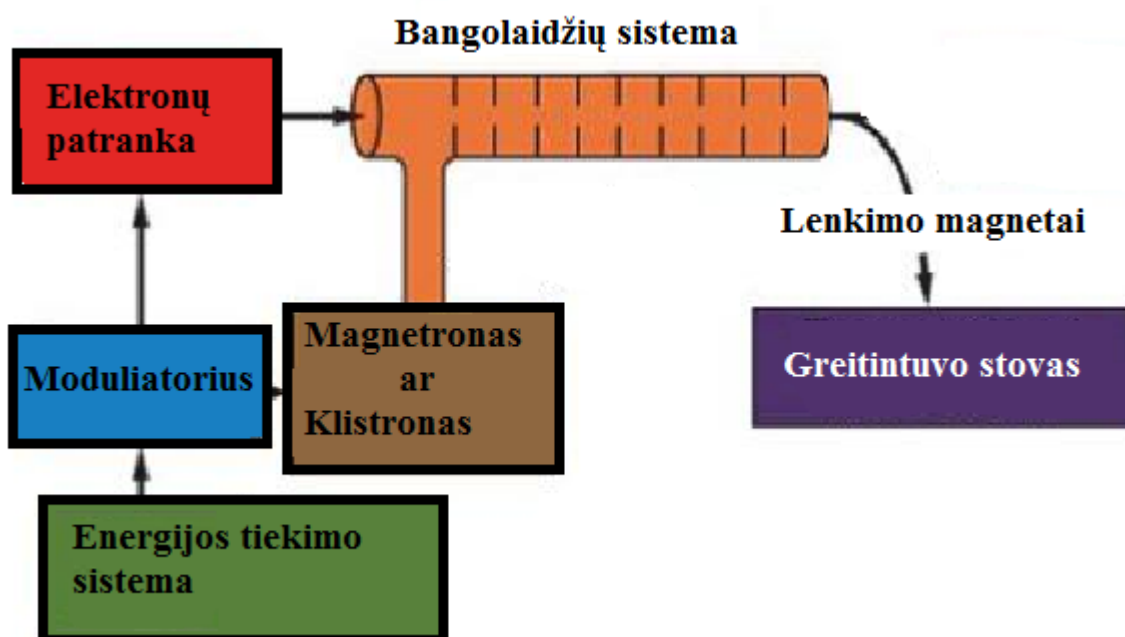 Bangolaidžių sistema
Elektronų
patranka
Lenkimo magnetai
Moduliatorius
Magnetronas
ar
Klistronas
Greitintuvo stovas
Energijos tiekimo
sistema